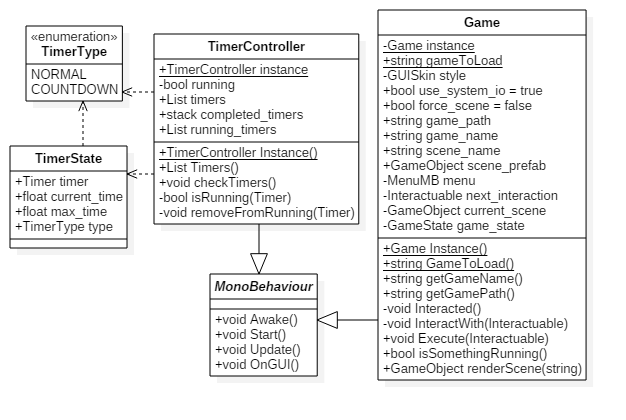 «enumeration»
TimerType
NORMAL
COUNTDOWN
TimerState
+Timer timer
+float current_time
+float max_time
+TimerType type
TimerController
+TimerController instance
-bool running
+List timers
+stack completed_timers
+List running_timers
+TimerController Instance()
+List Timers()
+void checkTimers()
-bool isRunning(Timer)
-void removeFromRunning(Timer)
MonoBehaviour
+void Awake()
+void Start()
+void Update()
+void OnGUI()
Game
-Game instance
+string gameToLoad
-GUISkin style
+bool use_system_io = true
+bool force_scene = false
+string game_path
+string game_name
+string scene_name
+GameObject scene_prefab
-MenuMB menu
-Interactuable next_interaction
-GameObject current_scene
-GameState game_state
+Game Instance()
+string GameToLoad()
+string getGameName()
+string getGamePath()
-void Interacted()
-void InteractWith(Interactuable)
+void Execute(Interactuable)
+bool isSomethingRunning()
+GameObject renderScene(string)